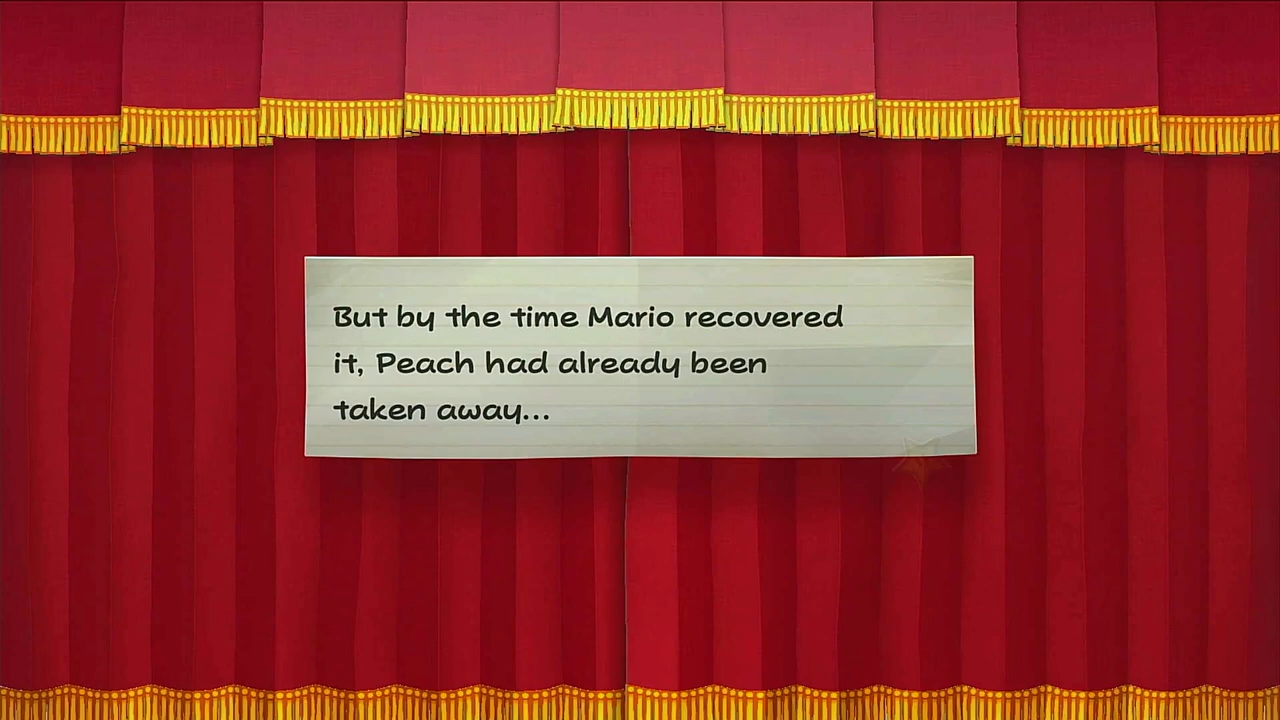 But by the time Mario recovered
it, Peach had already been
taken away...